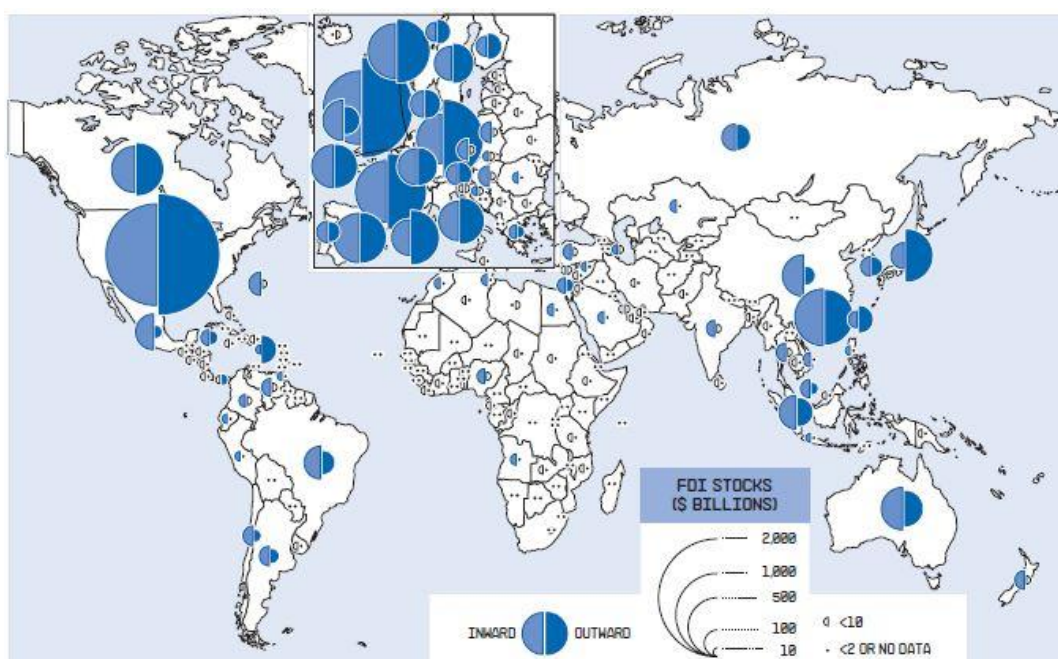 FDI STOCKS
($ BILLIONS)
2,000
1,000
500
100
10
INWARD
OUTWARD
<10
<2 OR NO DATA